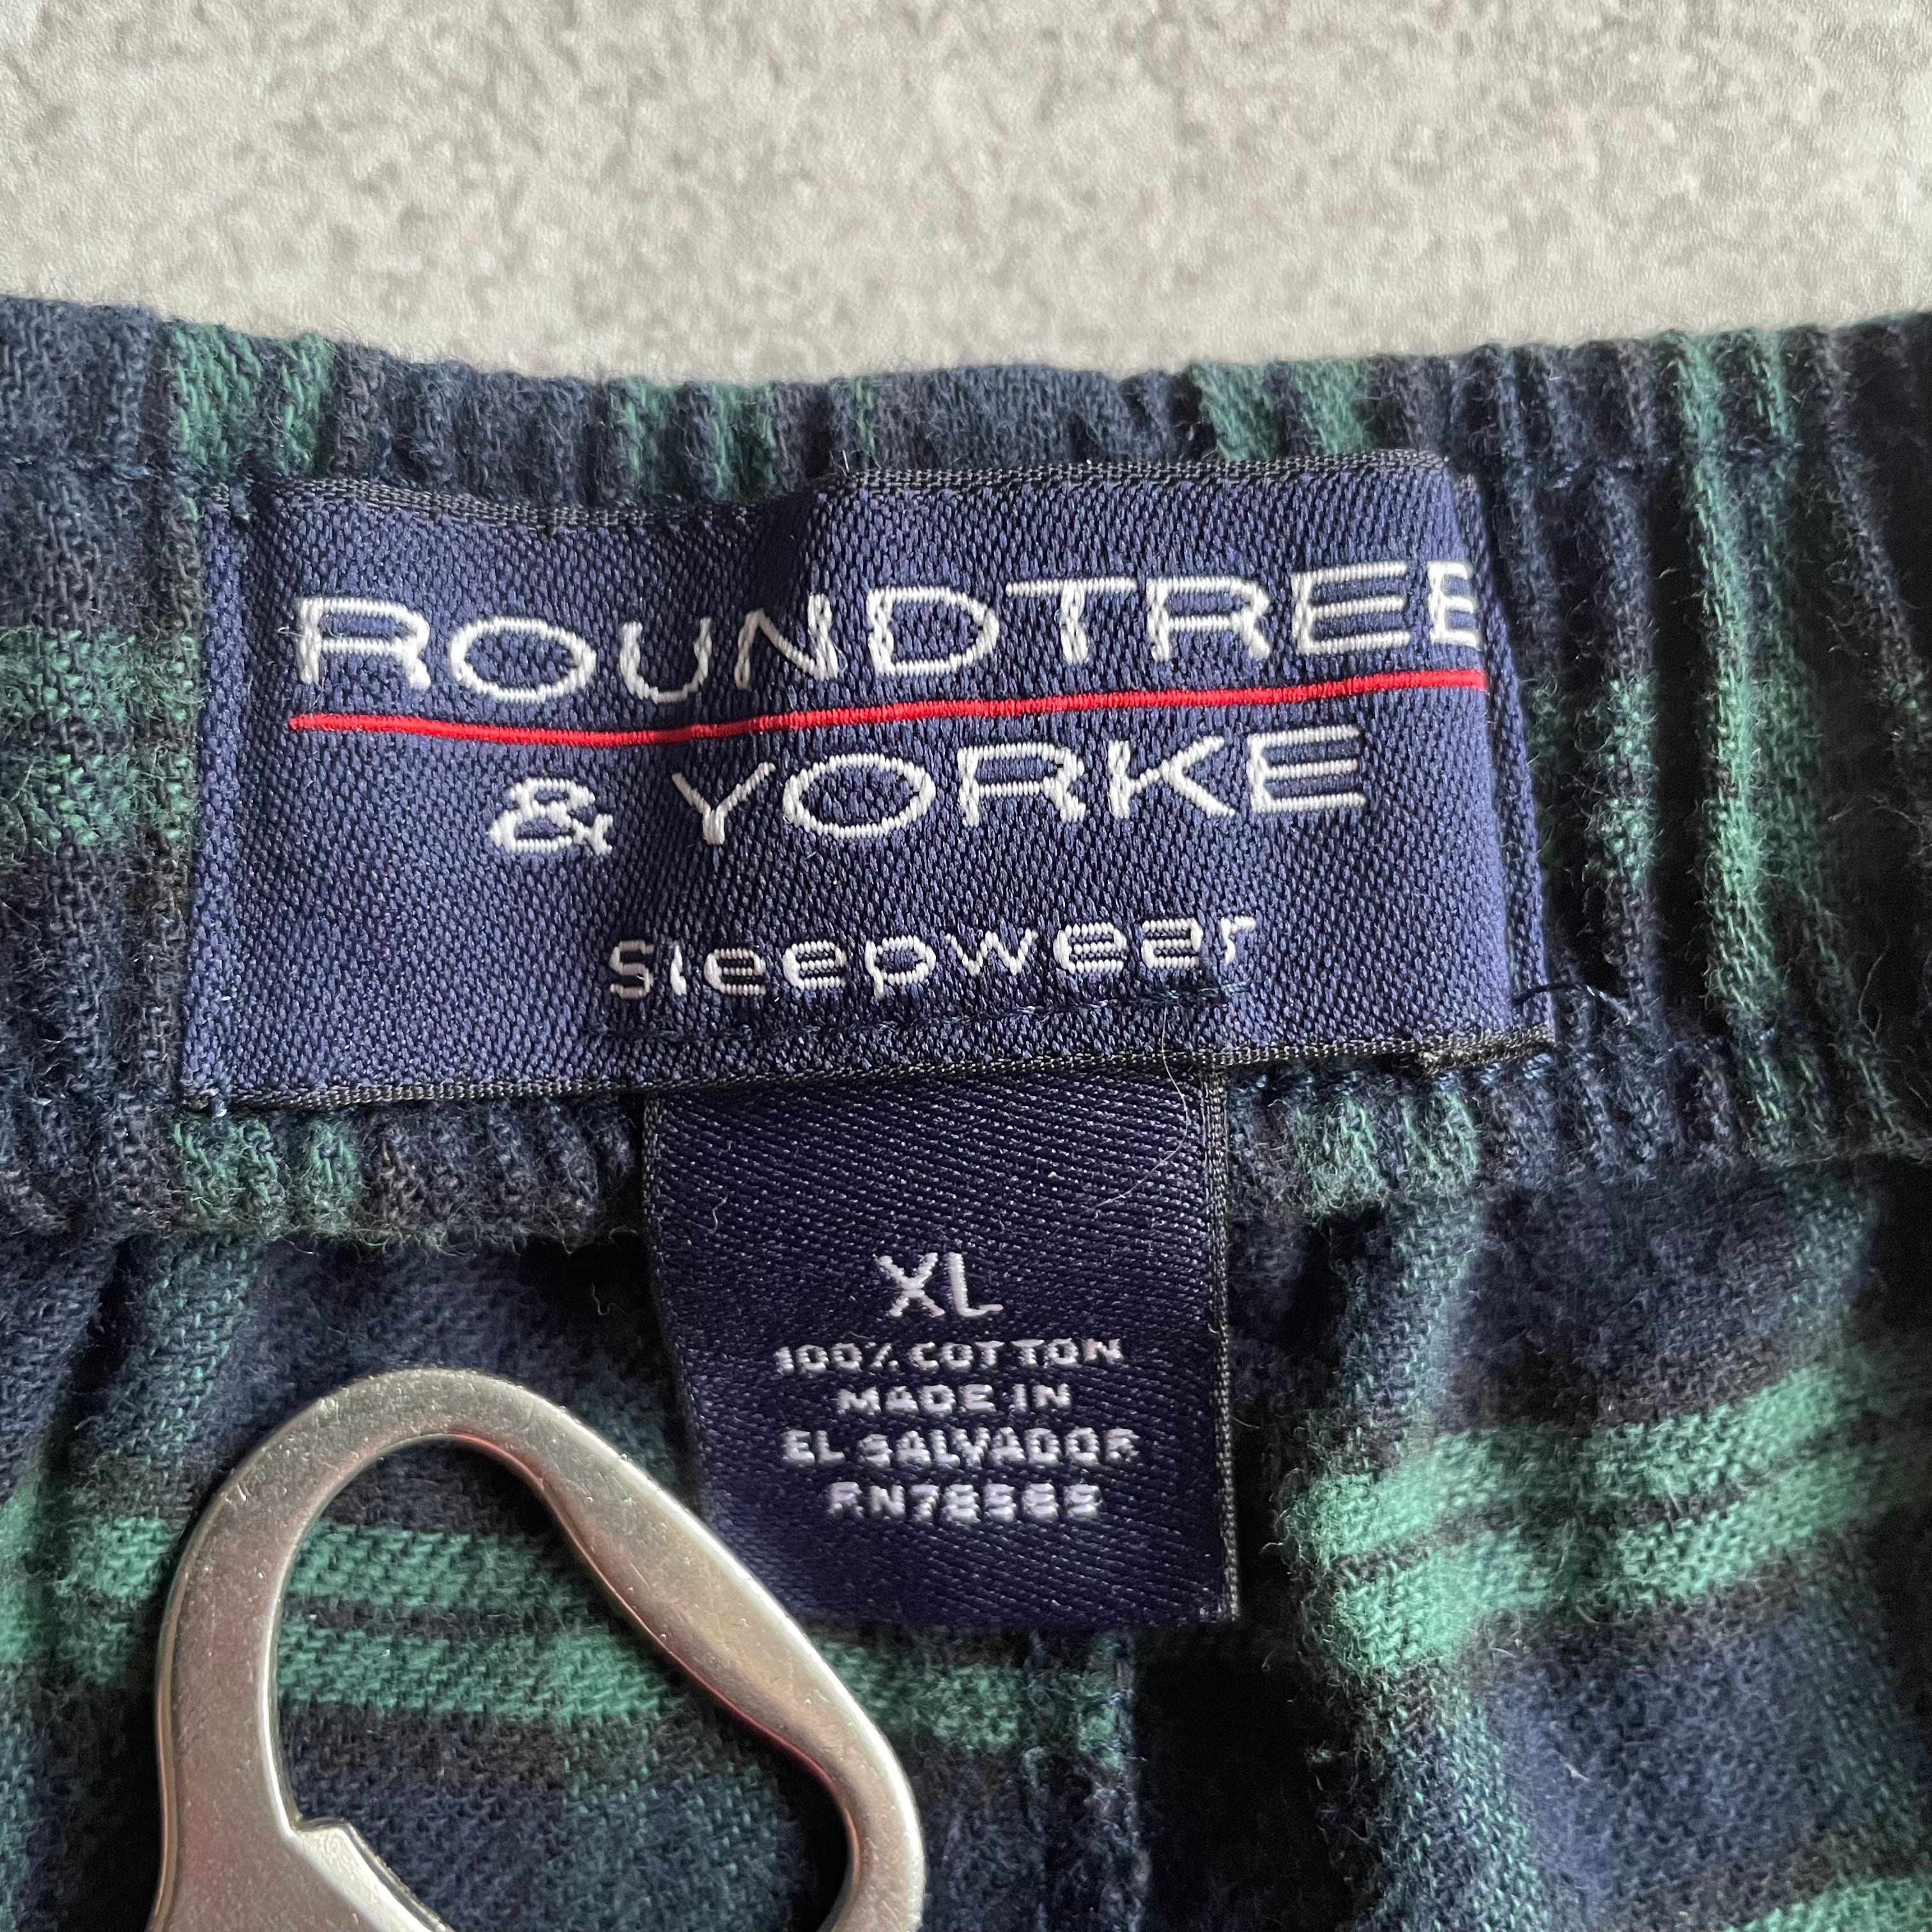 ROUNDTREE
& YORKE
Sleepwear
XL
100% COTTON
MADE IN
EL SALVADOR